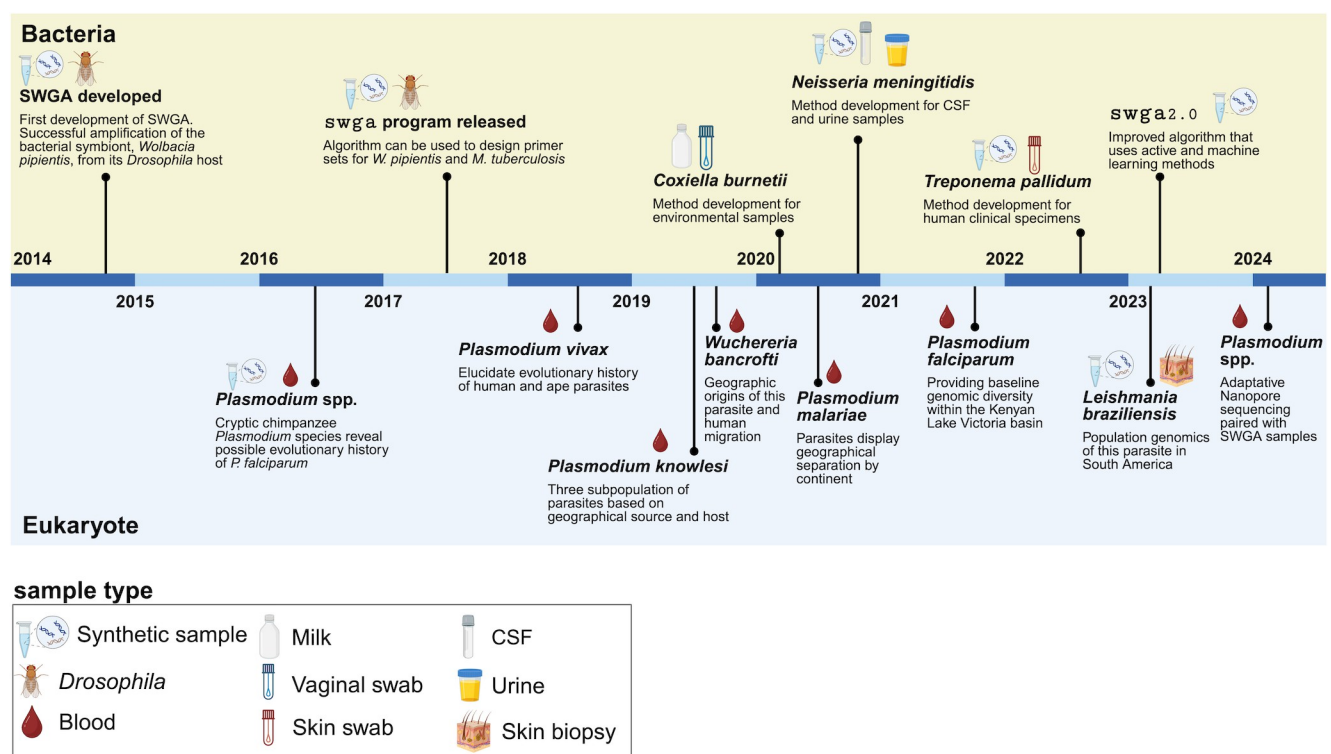 Bacteria
SWGA developed
First development of SWGA.
Successful amplification of the
bacterial symbiont, Wolbacia
pipientis, from its Drosophila host
swga program released
Algorithm can be used to design primer
sets for W. pipientis and M. tuberculosis
Coxiella burnetii
Method development for
environmental samples
Neisseria meningitidis
Method development for CSF
and urine samples
Treponema pallidum
Method development for
human clinical specimens
swga2.0
Improved algorithm that
uses active and machine
learning methods
2014
2016
2018
2020
2022
2024
2015
2017
2019
2021
2023
Plasmodium spp.
Cryptic chimpanzee
Plasmodium species reveal
possible evolutionary history
of P. falciparum
Plasmodium vivax
Elucidate evolutionary history
of human and ape parasites
Plasmodium knowlesi
Three subpopulation of
parasites based on
geographical source and host
Wuchereria
bancrofti
Geographic
origins of this
parasite and
human
migration
Plasmodium
malariae
Parasites display
geographical
separation by
continent
Plasmodium
falciparum
Providing baseline
genomic diversity
within the Kenyan
Lake Victoria basin
Leishmania
braziliensis
Population genomics
of this parasite in
South America
Plasmodium
spp.
Adaptative
Nanopore
sequencing
paired with
SWGA samples
Eukaryote
sample type
Synthetic sample
Milk
CSF
Drosophila
Vaginal swab
Urine
Blood
Skin swab
Skin biopsy